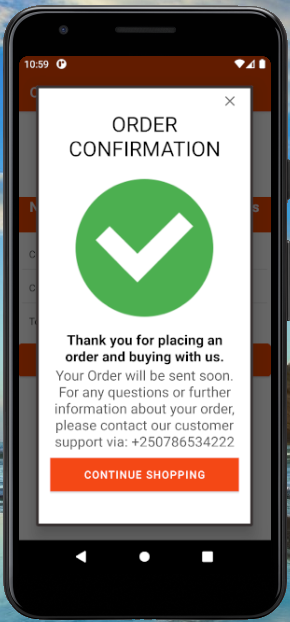 10:59
ORDER
CONFIRMATION
Thank you for placing an
order and buying with us.
Your Order will be sent soon.
For any questions or further
information about your order,
please contact our customer
support via: +250786534222
CONTINUE SHOPPING